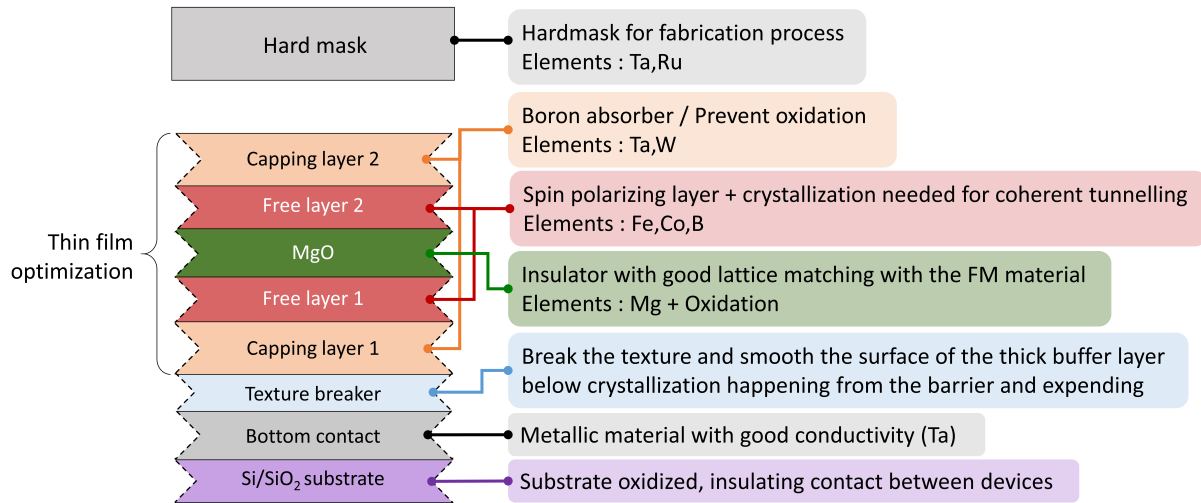 Hard mask
Hardmask for fabrication process
Elements : Ta,Ru
Boron absorber / Prevent oxidation
Elements : Ta,W
Capping layer 2
Free layer 2
Spin polarizing layer + crystallization needed for coherent tunnelling
Elements : Fe,Co,B
Thin film
optimization
MgO
Insulator with good lattice matching with the FM material
Elements : Mg + Oxidation
Free layer 1
Capping layer 1
Break the texture and smooth the surface of the thick buffer layer
below crystallization happening from the barrier and expending
Texture breaker
Bottom contact
Metallic material with good conductivity (Ta)
Si/SiO₂ substrate
Substrate oxidized, insulating contact between devices